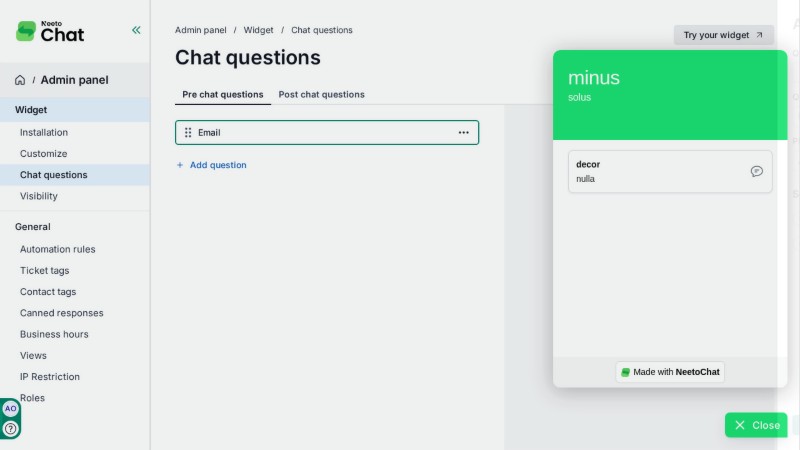 Neeto
Chat
/ Admin panel
Widget
Installation
Customize
Chat questions
Visibility
General
Automation rules
Ticket tags
Contact tags
Canned responses
Business hours
Views
IP Restriction
Roles
AO
Admin panel / Widget / Chat questions
Chat questions
Pre chat questions
Post chat questions
Email
+ Add question
Try your widget
minus
solus
decor
nulla
Made with NeetoChat
Close